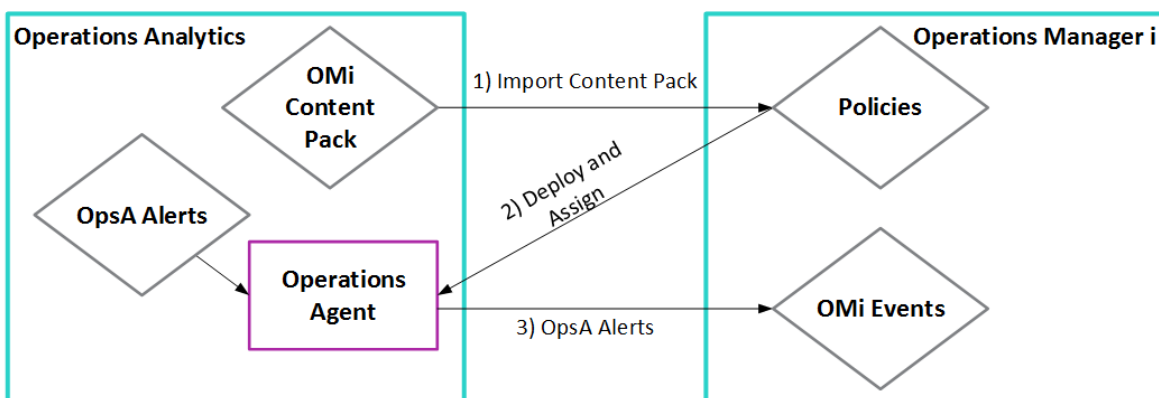 Operations Analytics
Operations Manager i
OMi
Content
Pack
1) Import Content Pack
Policies
2) Deploy and
Assign
OpsA Alerts
Operations
Agent
3) OpsA Alerts
OMi Events